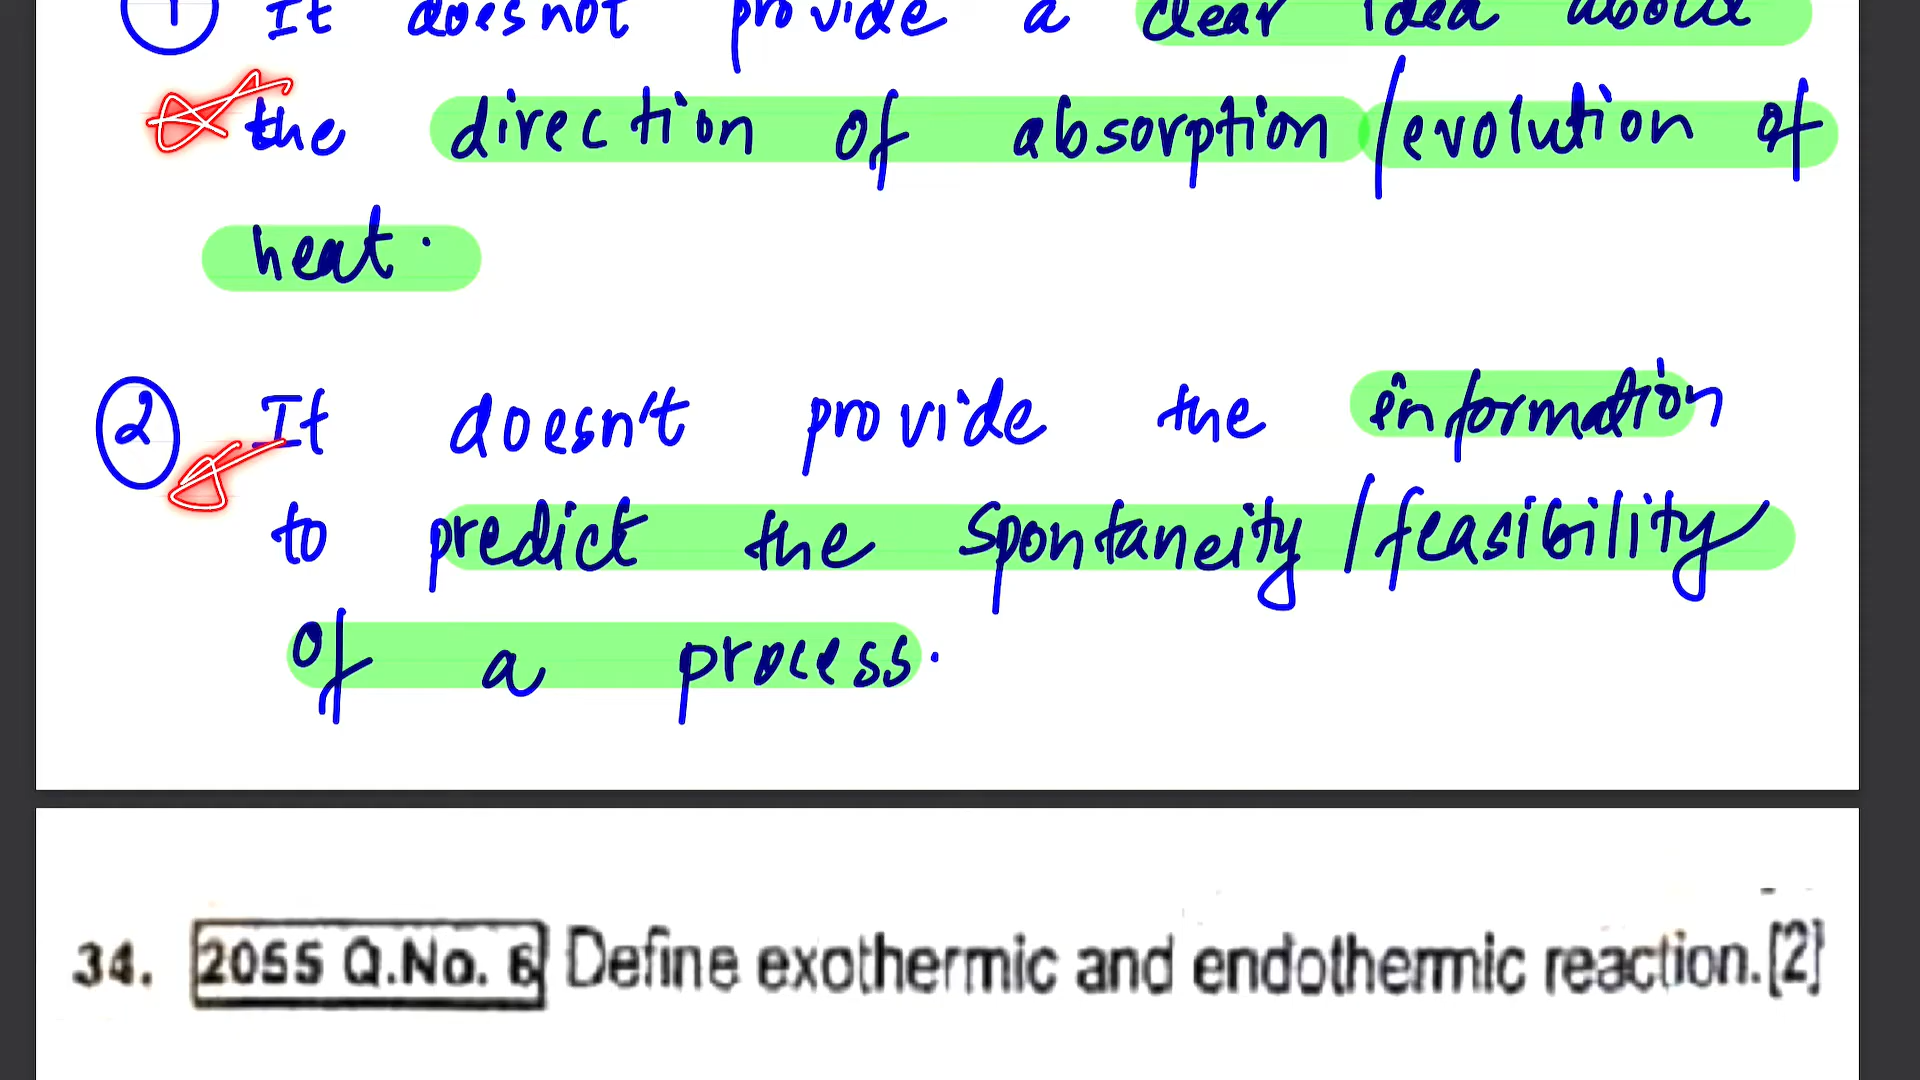 1 It does not provide a clear idea about
the direction of absorption/evolution of
heat.
2 It doesn't provide the information
to predict the spontaneity/feasibility
of a process.
34. 2055 Q.No. 6 Define exothermic and endothermic reaction.[2]